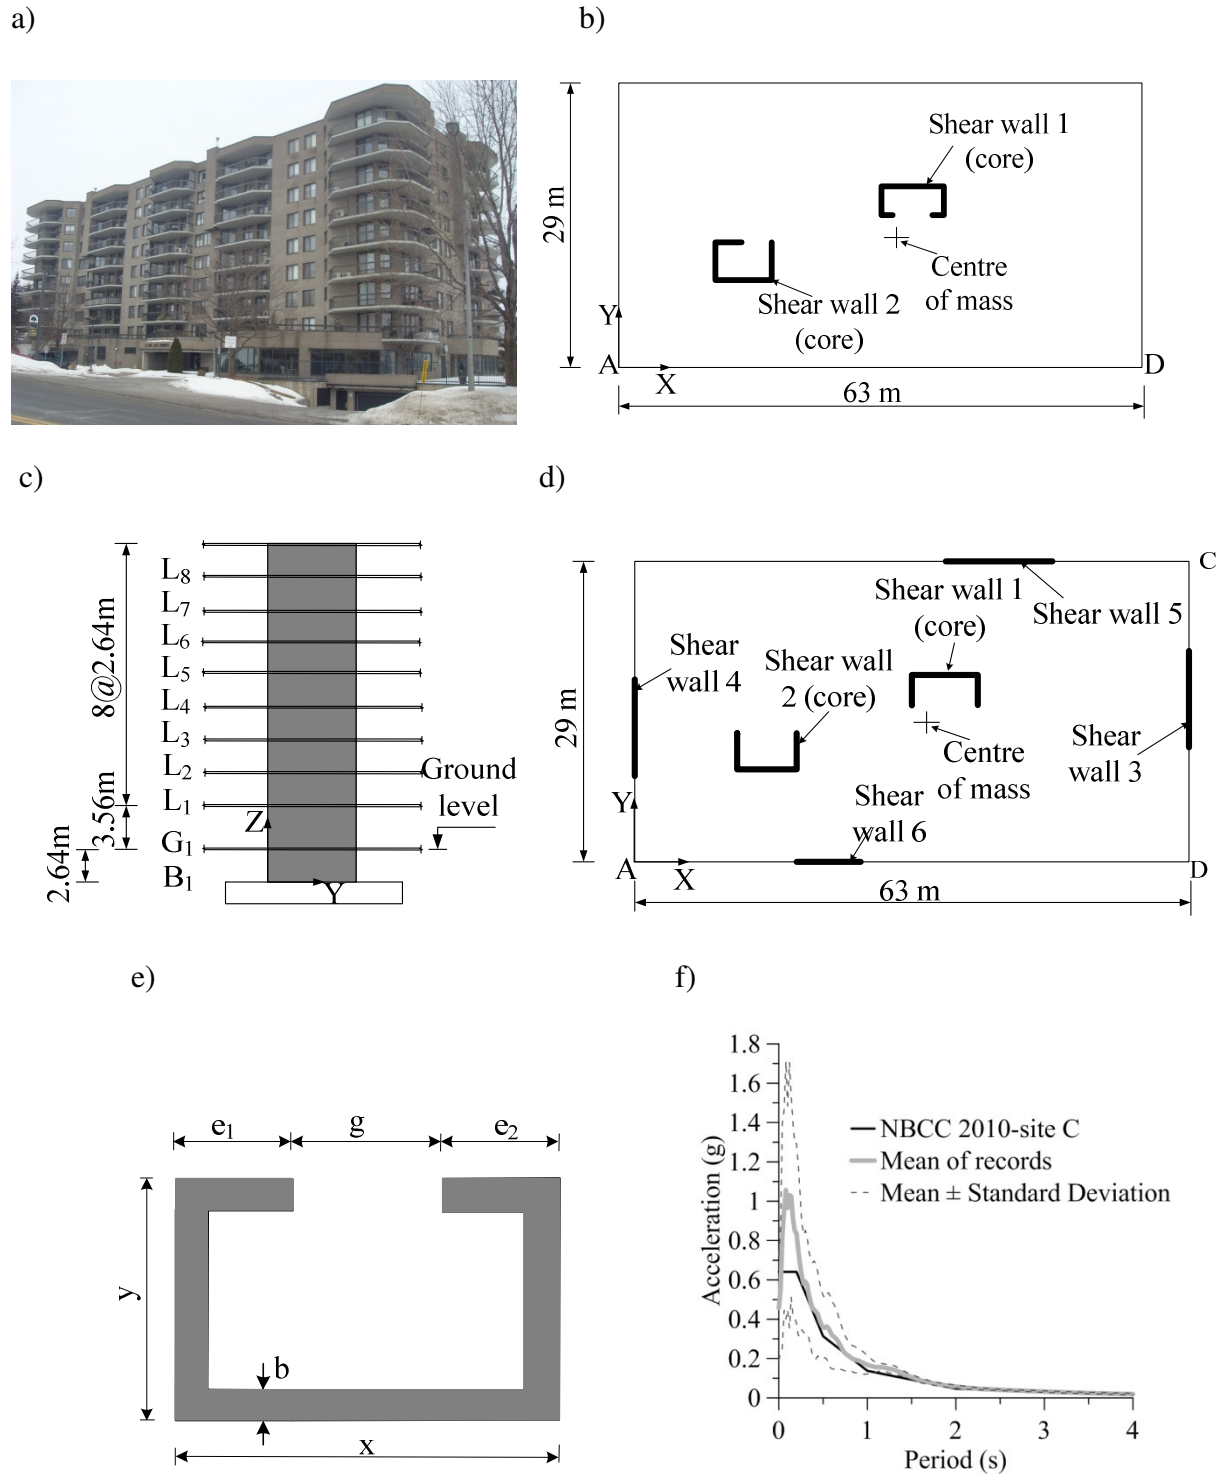 a)
b)
Shear wall 1
(core)
29 m
Centre
of mass
Shear wall 2
(core)
Y
A
X
D
63 m
c)
d)
L8
L7
L6
L5
L4
L3
L2
L1
G1
B1
8@2.64m
3.56m
2.64m
Z
Y
Ground
level
C
Shear wall 1
(core)
Shear wall 5
Shear
wall 4
Shear wall
2 (core)
29 m
Centre
of mass
Shear
wall 3
Shear
wall 6
Y
A
X
D
63 m
e)
f)
e1
g
e2
y
b
x
1.8
1.6
1.4
1.2
1
0.8
0.6
0.4
0.2
0
Acceleration (g)
NBCC 2010-site C
Mean of records
Mean ± Standard Deviation
0 1 2 3 4
Period (s)